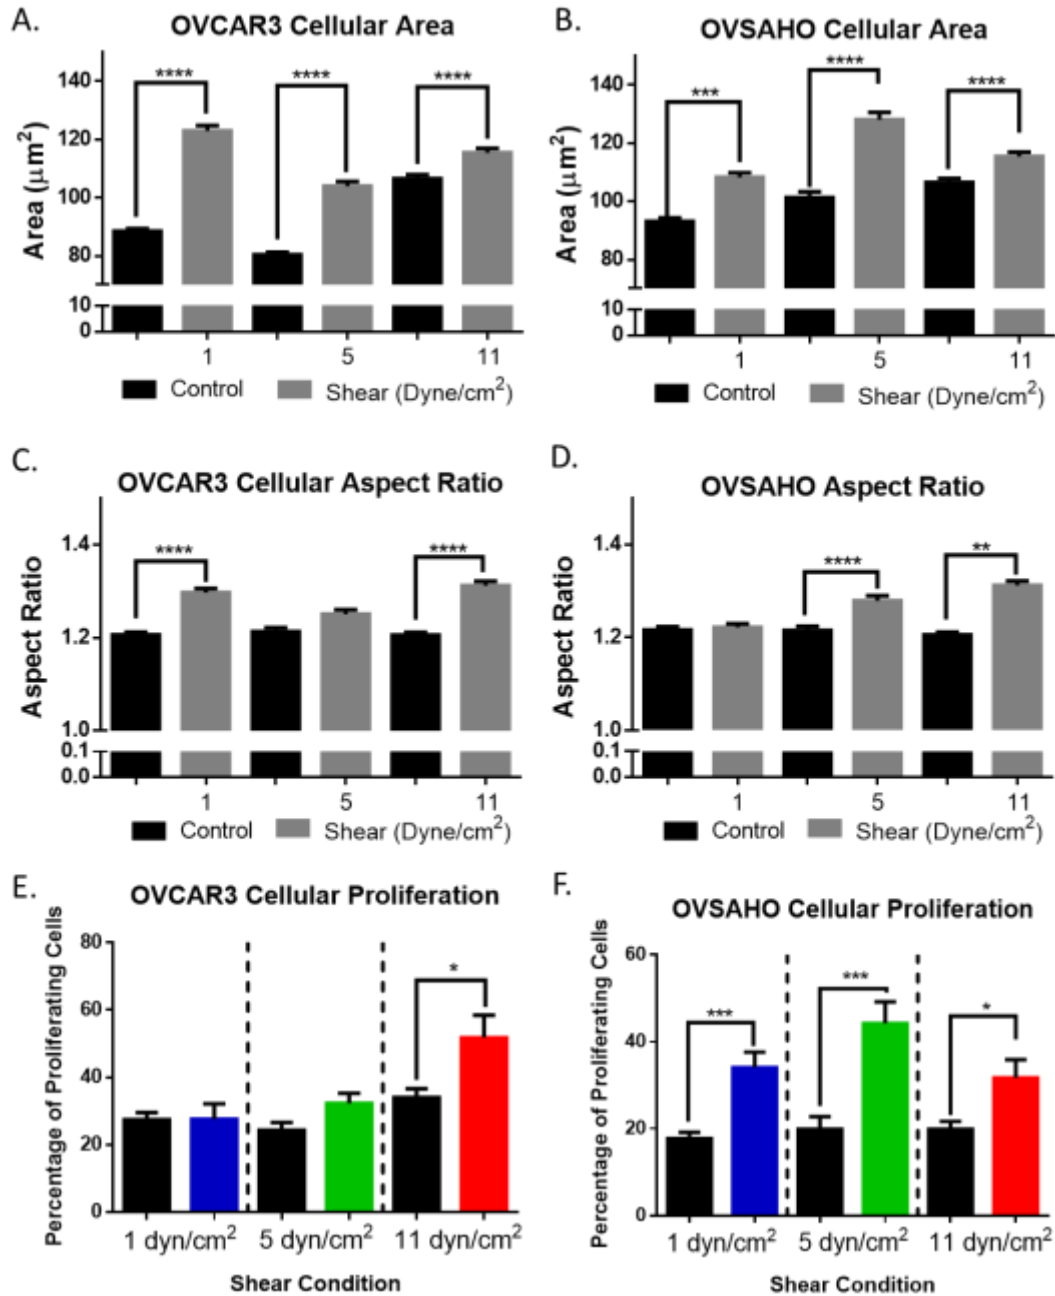 A.
OVCAR3 Cellular Area
Area (μm²)
140
120
100
80
10
0
****
****
****
1
5
11
Control
Shear (Dyne/cm²)
B.
OVSAHO Cellular Area
Area (μm²)
140
120
100
80
10
0
***
****
****
1
5
11
Control
Shear (Dyne/cm²)
C.
OVCAR3 Cellular Aspect Ratio
Aspect Ratio
1.4
1.2
1.0
0.1
0.0
****
****
1
5
11
Control
Shear (Dyne/cm²)
D.
OVSAHO Aspect Ratio
Aspect Ratio
1.4
1.2
1.0
0.1
0.0
****
**
1
5
11
Control
Shear (Dyne/cm²)
E.
OVCAR3 Cellular Proliferation
Percentage of Proliferating Cells
80
60
40
20
0
*
1 dyn/cm²
5 dyn/cm²
11 dyn/cm²
Shear Condition
F.
OVSAHO Cellular Proliferation
Percentage of Proliferating Cells
60
40
20
0
***
***
*
1 dyn/cm²
5 dyn/cm²
11 dyn/cm²
Shear Condition